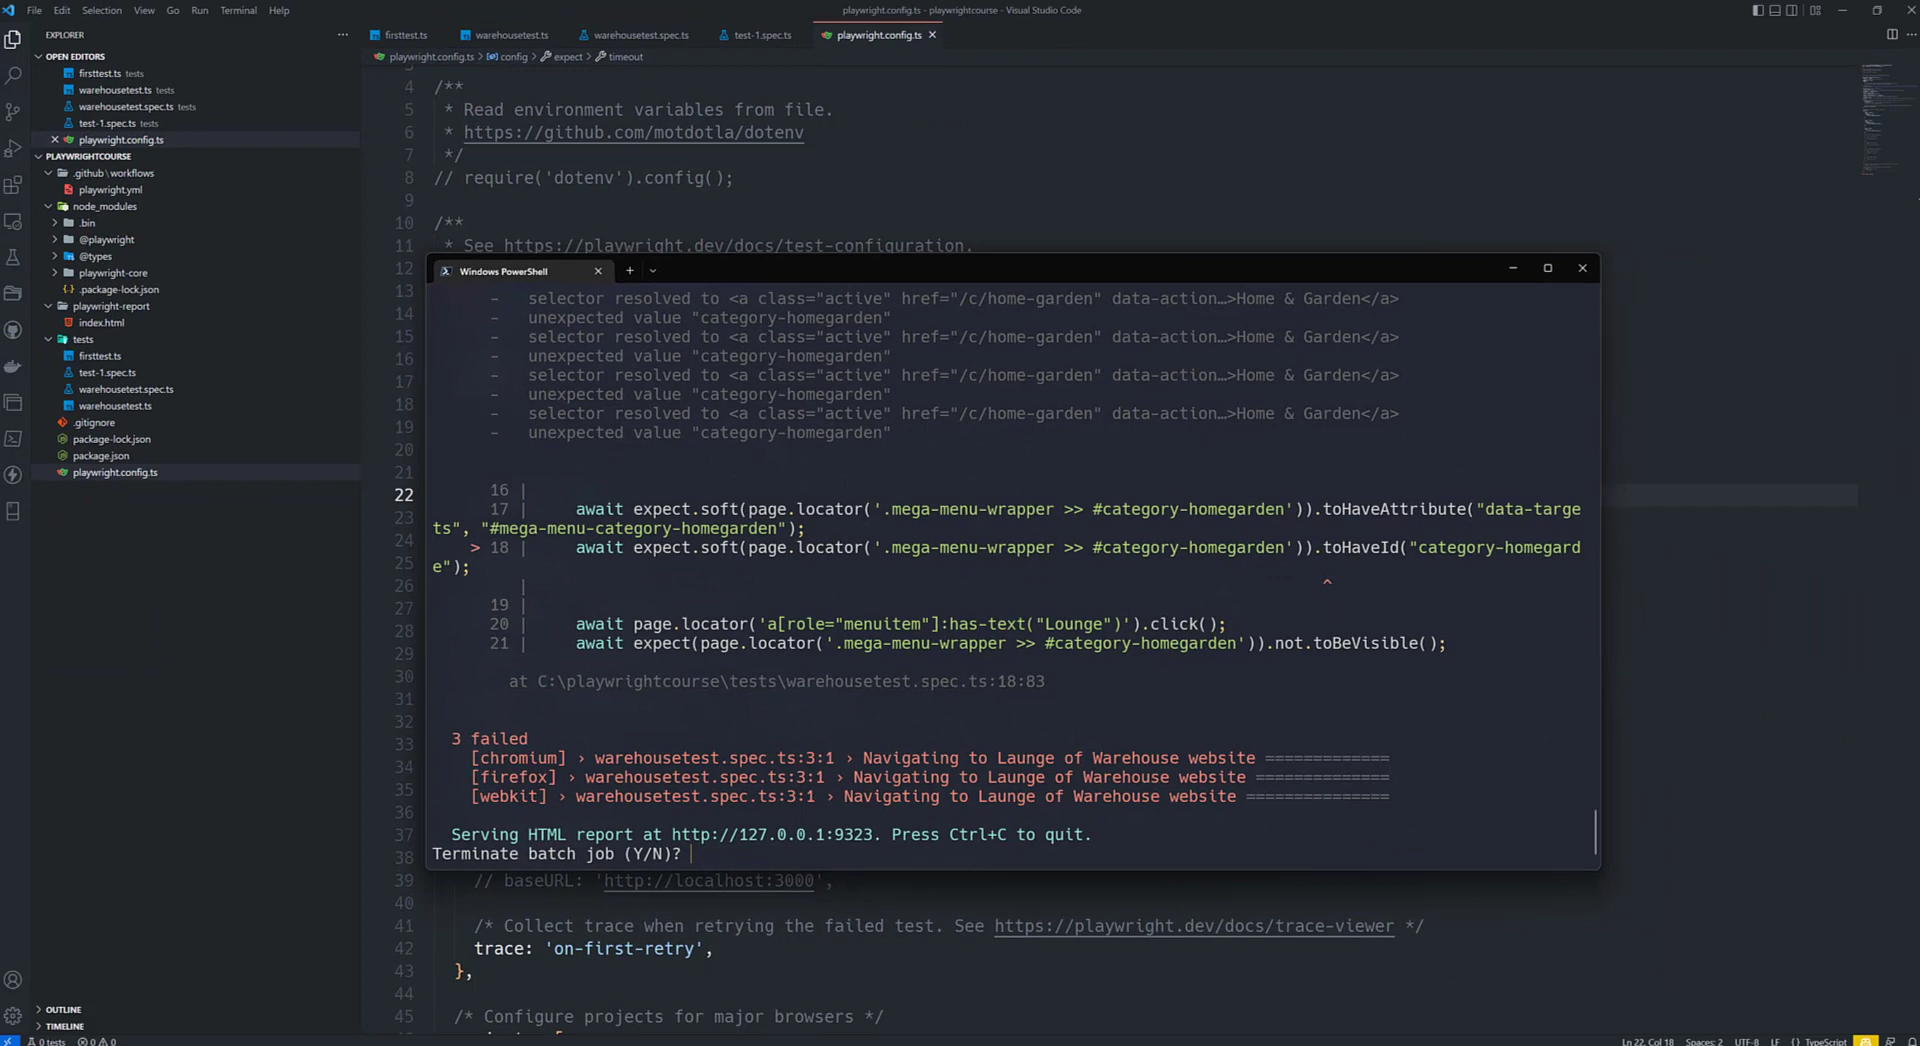 File Edit Selection View Go Run Terminal Help
playwright.config.ts - playwrightcourse - Visual Studio Code
EXPLORER
firsttest.ts
warehousetest.ts
warehousetest.spec.ts
test-1.spec.ts
playwright.config.ts
OPEN EDITORS
firsttest.ts tests
warehousetest.ts tests
warehousetest.spec.ts tests
test-1.spec.ts tests
playwright.config.ts
PLAYWRIGHTCOURSE
.github\workflows
playwright.yml
node_modules
.bin
@playwright
@types
playwright-core
.package-lock.json
playwright-report
index.html
tests
firsttest.ts
test-1.spec.ts
warehousetest.spec.ts
warehousetest.ts
.gitignore
package-lock.json
package.json
playwright.config.ts
OUTLINE
TIMELINE
playwright.config.ts > config > expect > timeout
4 /**
5 * Read environment variables from file.
6 * https://github.com/motdotla/dotenv
7 */
8 // require('dotenv').config();
9
10 /**
11 * See https://playwright.dev/docs/test-configuration.
12
13
14
15
16
17
18
19
20
21
22
23
24
25
26
27
28
29
30
31
32
33
34
35
36
37
38
Windows PowerShell
- selector resolved to <a class="active" href="/c/home-garden" data-action…>Home & Garden</a>
- unexpected value "category-homegarden"
- selector resolved to <a class="active" href="/c/home-garden" data-action…>Home & Garden</a>
- unexpected value "category-homegarden"
- selector resolved to <a class="active" href="/c/home-garden" data-action…>Home & Garden</a>
- unexpected value "category-homegarden"
- selector resolved to <a class="active" href="/c/home-garden" data-action…>Home & Garden</a>
- unexpected value "category-homegarden"
16 |
17 | await expect.soft(page.locator('.mega-menu-wrapper >> #category-homegarden')).toHaveAttribute("data-targe
ts", "#mega-menu-category-homegarden");
> 18 | await expect.soft(page.locator('.mega-menu-wrapper >> #category-homegarden')).toHaveId("category-homegard
e");
| ^
19 |
20 | await page.locator('a[role="menuitem"]:has-text("Lounge")').click();
21 | await expect(page.locator('.mega-menu-wrapper >> #category-homegarden')).not.toBeVisible();
at C:\playwrightcourse\tests\warehousetest.spec.ts:18:83
3 failed
[chromium] › warehousetest.spec.ts:3:1 › Navigating to Launge of Warehouse website =============
[firefox] › warehousetest.spec.ts:3:1 › Navigating to Launge of Warehouse website ==============
[webkit] › warehousetest.spec.ts:3:1 › Navigating to Launge of Warehouse website ===============
Serving HTML report at http://127.0.0.1:9323. Press Ctrl+C to quit.
Terminate batch job (Y/N)?
39 // baseURL: 'http://localhost:3000',
40
41 /* Collect trace when retrying the failed test. See https://playwright.dev/docs/trace-viewer */
42 trace: 'on-first-retry',
43 },
44
45 /* Configure projects for major browsers */
0 tests 0 0
Ln 22, Col 18 Spaces: 2 UTF-8 LF {} TypeScript